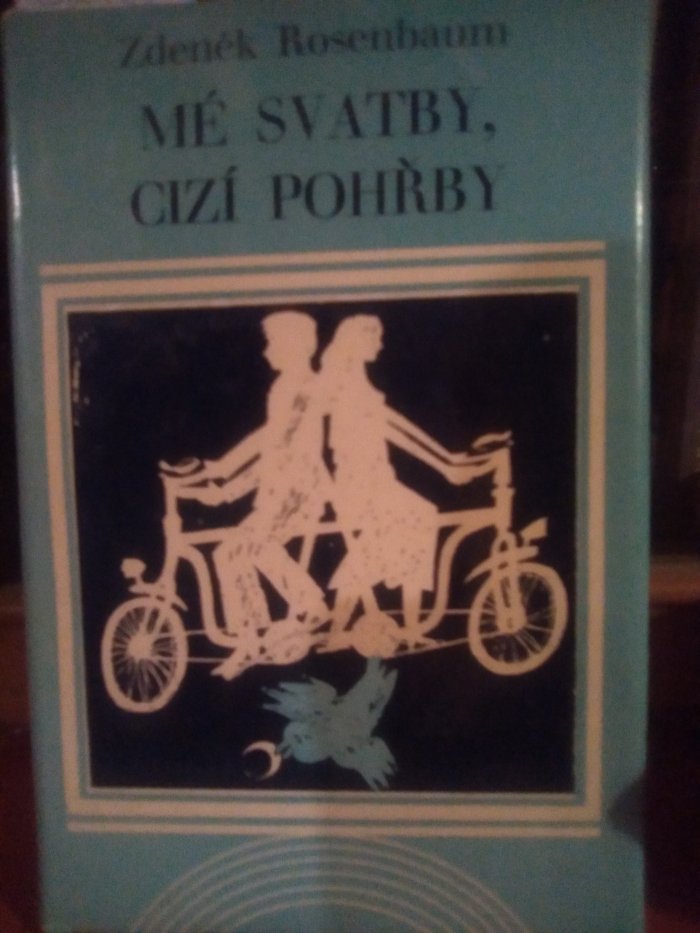 Zdeněk Rosenbaum
MÉ SVATBY,
CIZÍ POHŘBY